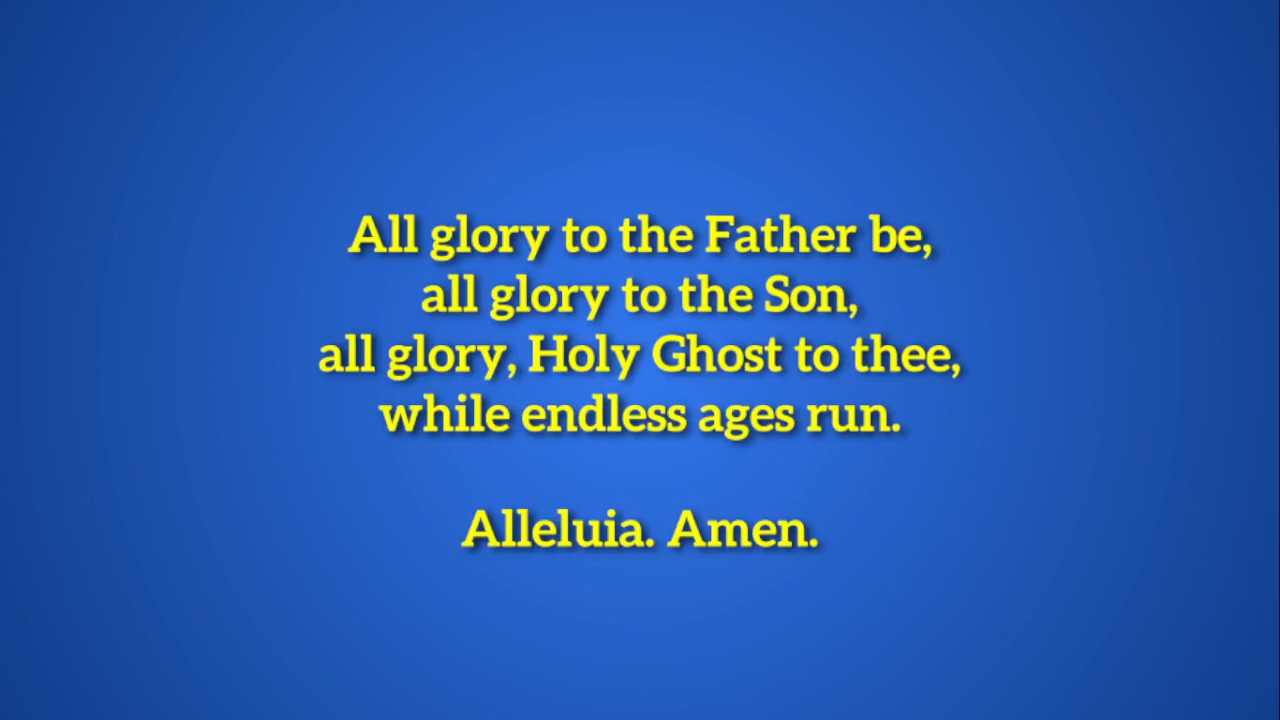 All glory to the Father be,
all glory to the Son,
all glory, Holy Ghost to thee,
while endless ages run.
Alleluia. Amen.